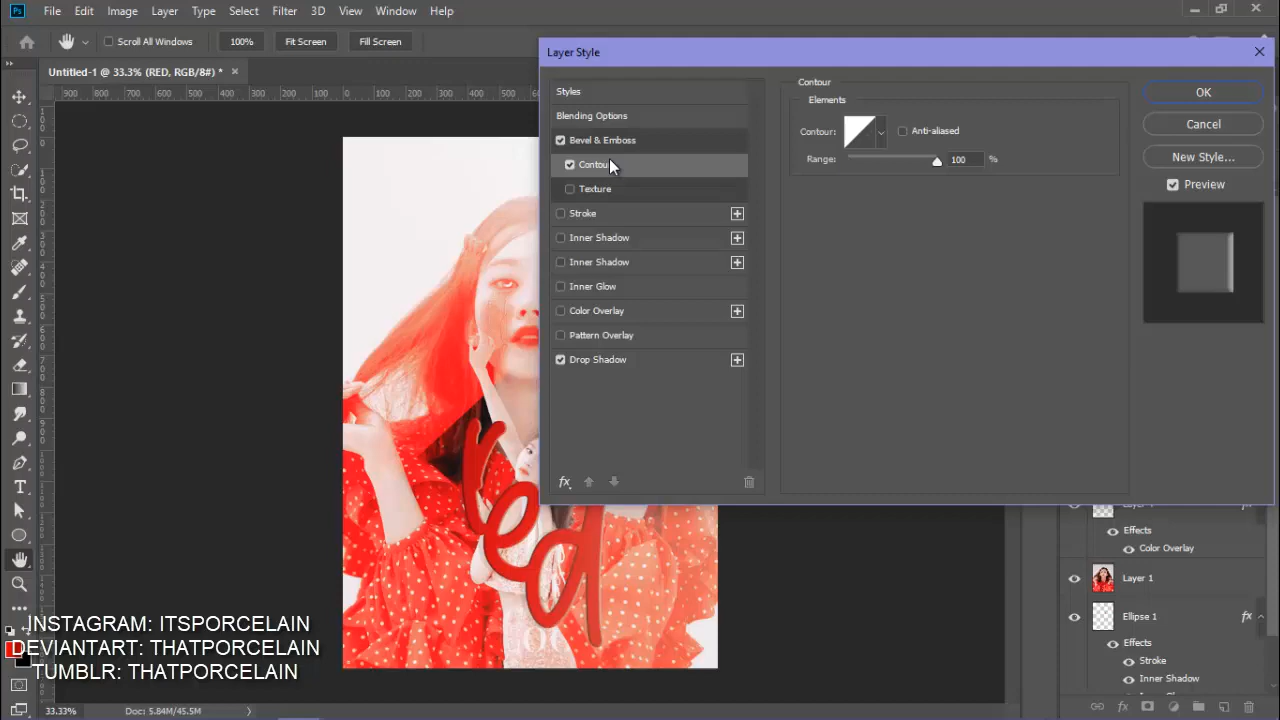 Ps File Edit Image Layer Type Select Filter 3D View Window Help
Scroll All Windows 100% Fit Screen Fill Screen
Layer Style
Untitled-1 @ 33.3% (RED, RGB/8#) *
900 800 700 600 500 400 300 200 100 0 100 200 300 400 500
Styles
Blending Options
Bevel & Emboss
Contou
Texture
Stroke
Inner Shadow
Inner Shadow
Inner Glow
Color Overlay
Pattern Overlay
Drop Shadow
fx
Contour
Elements
Contour: Anti-aliased
Range: 100 %
OK
Cancel
New Style...
Preview
red
Effects
Color Overlay
Layer 1
Ellipse 1 fx
Effects
Stroke
Inner Shadow
INSTAGRAM: ITSPORCELAIN
DEVIANTART: THATPORCELAIN
TUMBLR: THATPORCELAIN
33.33% Doc: 5.84M/45.5M